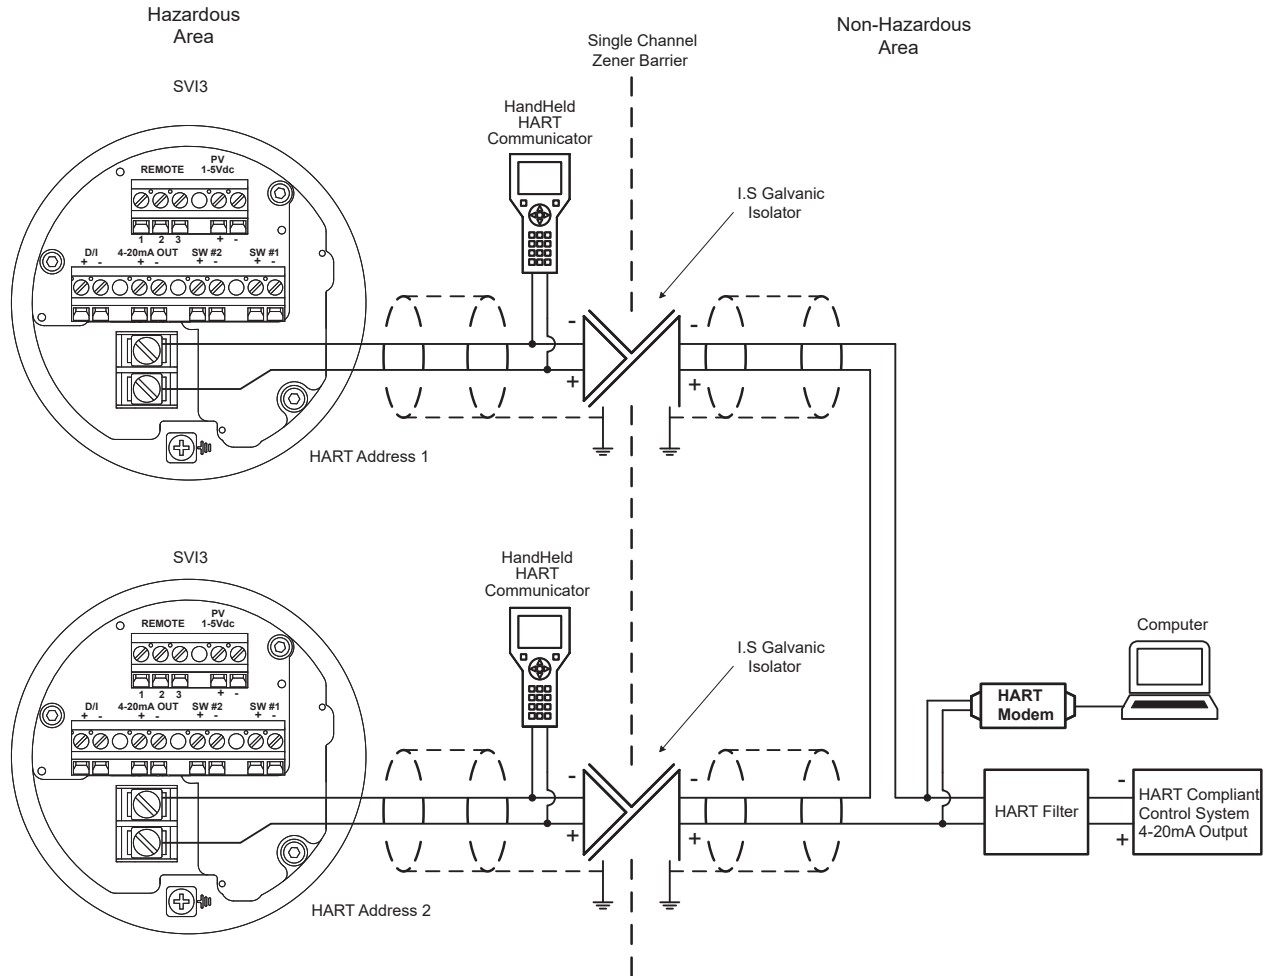 Hazardous
Area
Non-Hazardous
Area
Single Channel
Zener Barrier
SVI3
HandHeld
HART
Communicator
PV
REMOTE 1-5Vdc
1 2 3 + -
D/I 4-20mA OUT SW #2 SW #1
+ - + - + - + -
I.S Galvanic
Isolator
- -
+ +
HART Address 1
SVI3
HandHeld
HART
Communicator
PV
REMOTE 1-5Vdc
1 2 3 + -
D/I 4-20mA OUT SW #2 SW #1
+ - + - + - + -
I.S Galvanic
Isolator
- -
+ +
HART Address 2
Computer
HART
Modem
HART Filter
-
+
HART Compliant
Control System
4-20mA Output